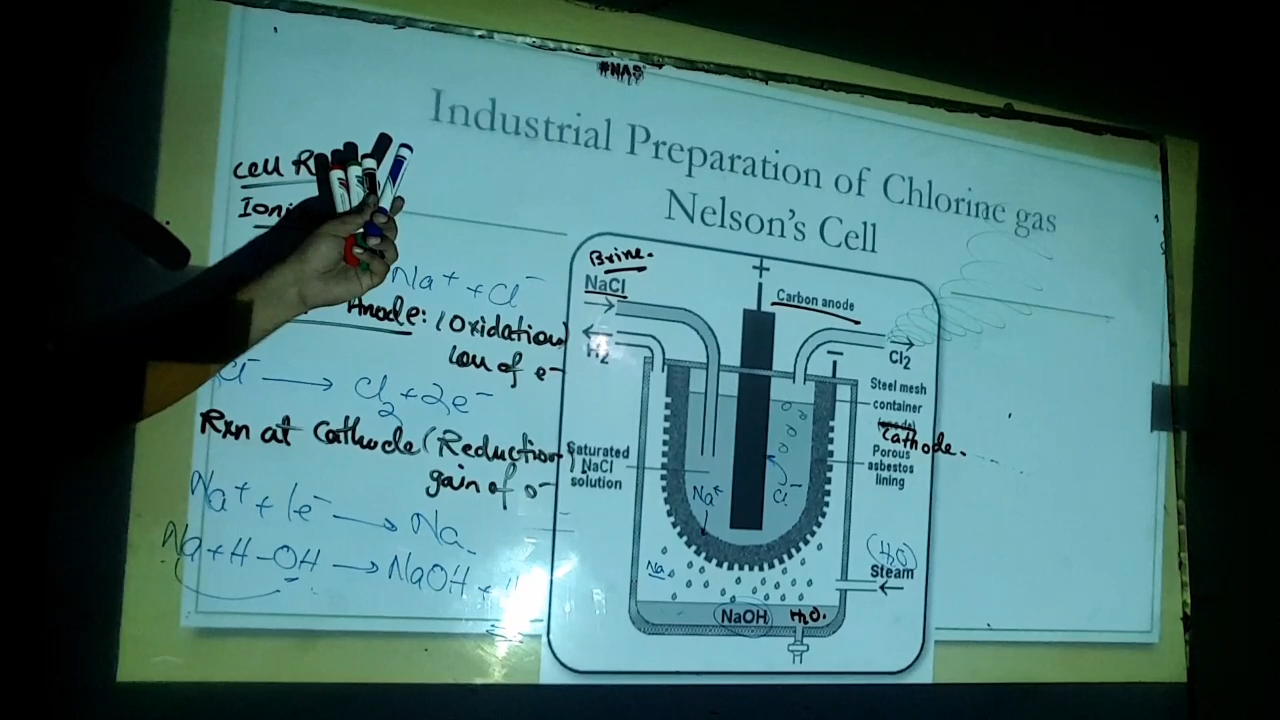 #NAS
Industrial Preparation of Chlorine gas
Nelson's Cell
Cell
Na⁺ + Cl⁻
Anode: (Oxidation)
Loss of e⁻
⟶ Cl₂ + 2e⁻
Rxn at Cathode (Reduction)
gain of e⁻
Na⁺ + 1e⁻ ⟶ Na
Na + H-OH ⟶ NaOH +
Brine.
NaCl
H₂
+
Carbon anode
−
Cl₂
Steel mesh
container
Cathode.
Porous
asbestos
lining
Saturated
NaCl
solution
Na⁺
Cl⁻
Na
(H₂O)
Steam
NaOH
H₂O.